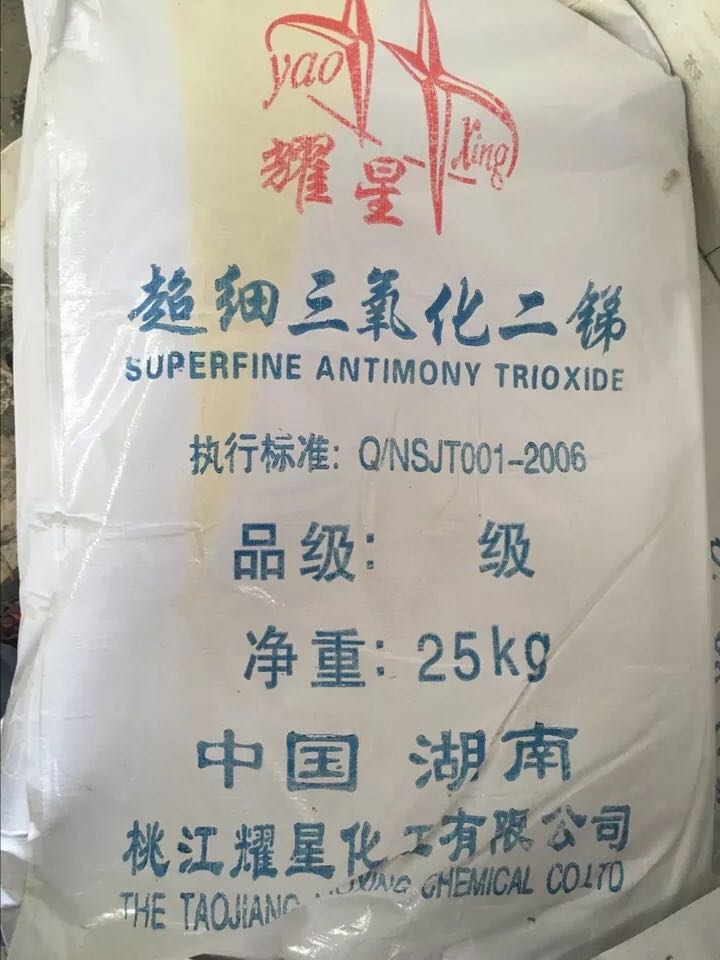 yao
xing
耀星
超细三氧化二锑
SUPERFINE ANTIMONY TRIOXIDE
执行标准: Q/NSJT001-2006
品级: 级
净重: 25kg
中国 湖南
桃江耀星化工有限公司
THE TAOJIANG CHEMICAL CO.LTD